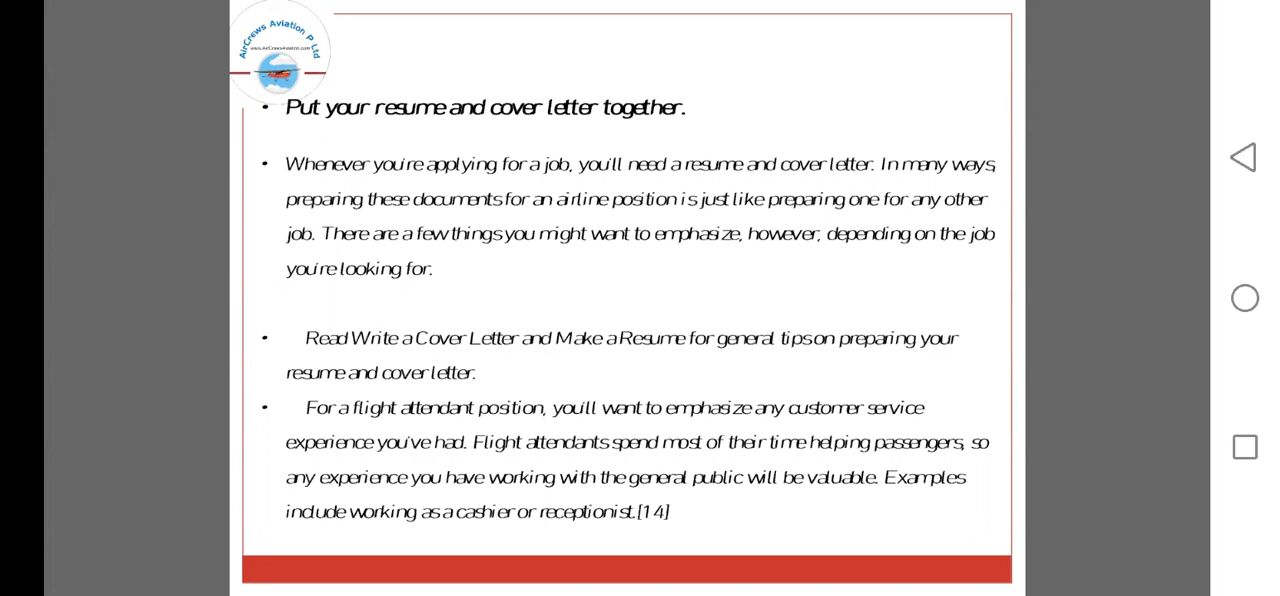 AirCrews Aviation P Ltd
www.AirCrewsAviation.com
• Put your resume and cover letter together.
• Whenever you're applying for a job, you'll need a resume and cover letter. In many ways,
preparing these documents for an airline position is just like preparing one for any other
job. There are a few things you might want to emphasize, however, depending on the job
you're looking for.
• Read Write a Cover Letter and Make a Resume for general tips on preparing your
resume and cover letter.
• For a flight attendant position, you'll want to emphasize any customer service
experience you've had. Flight attendants spend most of their time helping passengers, so
any experience you have working with the general public will be valuable. Examples
include working as a cashier or receptionist.[14]